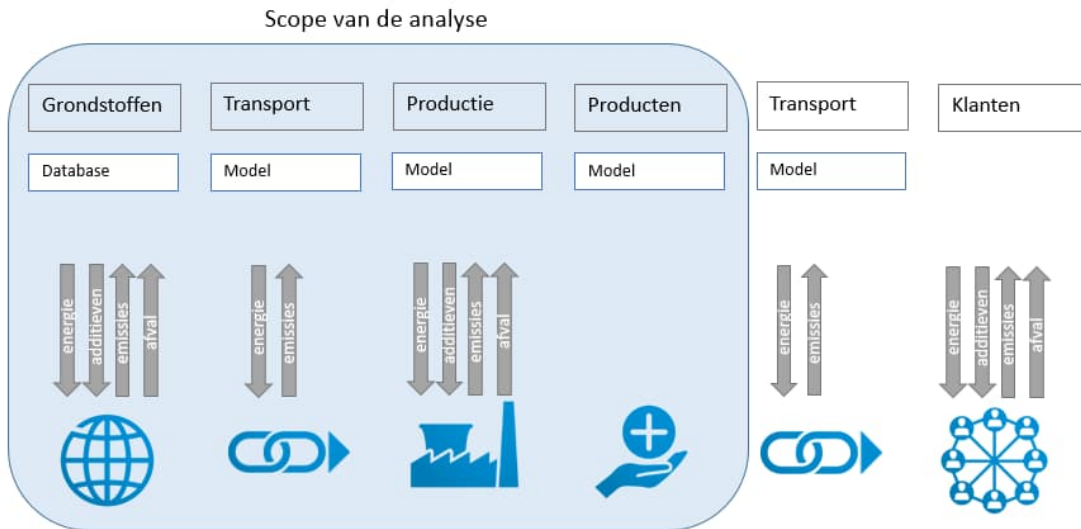 Scope van de analyse
Grondstoffen
Transport
Productie
Producten
Transport
Klanten
Database
Model
Model
Model
Model
energie
additieven
emissies
afval
energie
emissies
energie
additieven
emissies
afval
energie
emissies
energie
additieven
emissies
afval